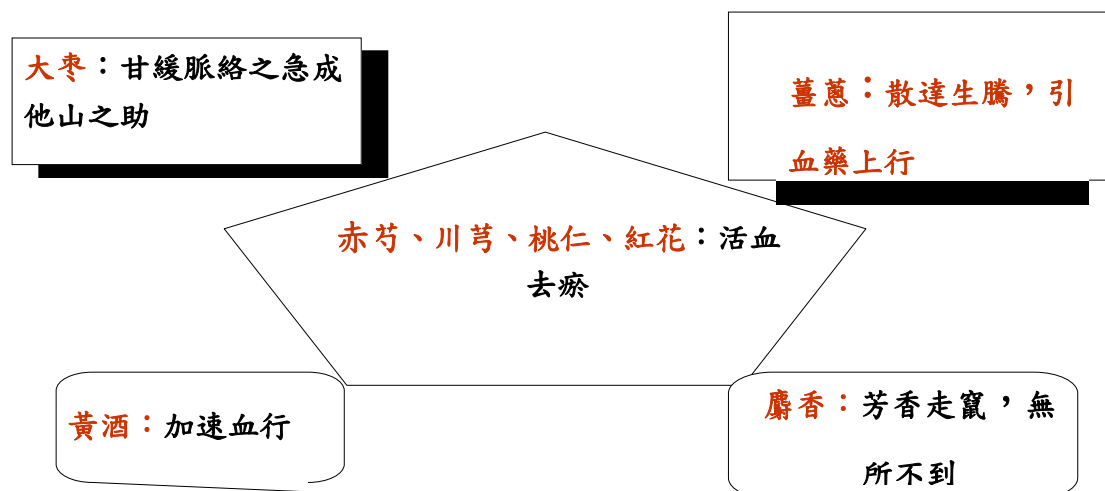 大棗：甘緩脈絡之急成
他山之助
薑蔥：散達生騰，引
血藥上行
赤芍、川芎、桃仁、紅花：活血
去瘀
黃酒：加速血行
麝香：芳香走竄，無
所不到